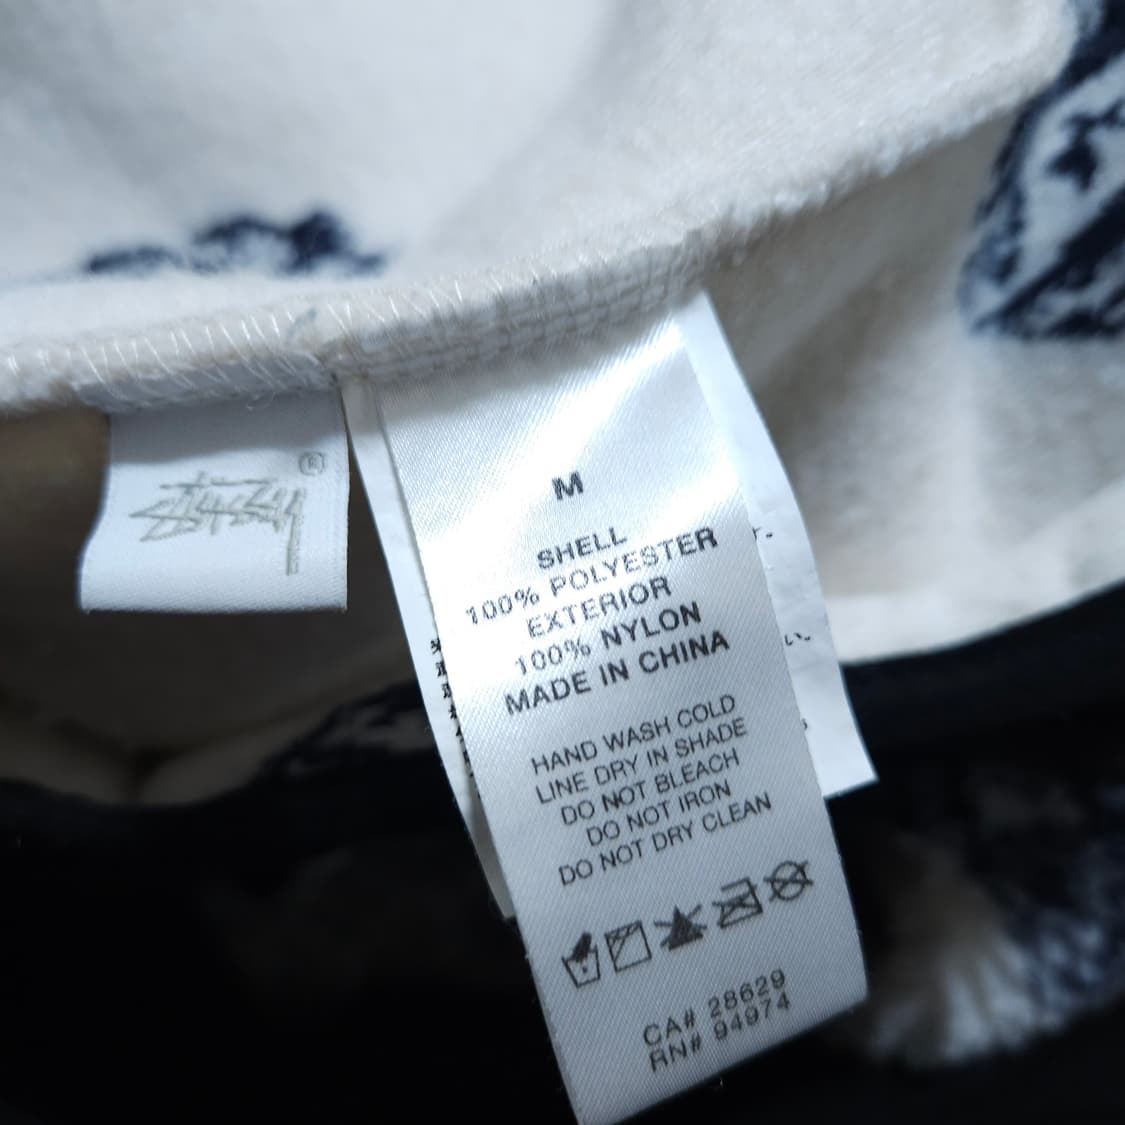 ®
M
SHELL
100% POLYESTER
EXTERIOR
100% NYLON
MADE IN CHINA
HAND WASH COLD
LINE DRY IN SHADE
DO NOT BLEACH
DO NOT IRON
DO NOT DRY CLEAN
CA# 28629
RN# 94974